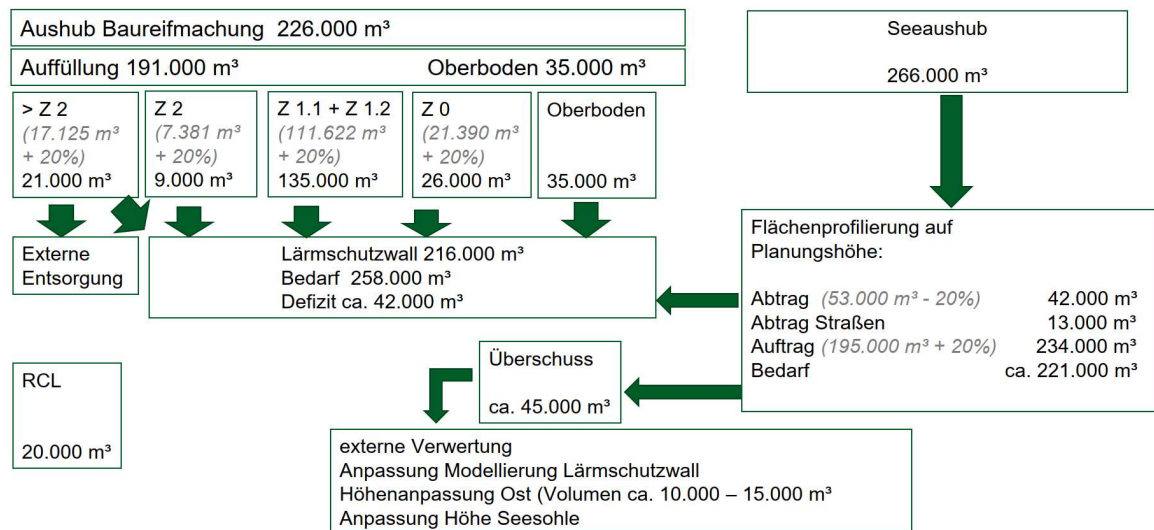 Aushub Baureifmachung 226.000 m³
Auffüllung 191.000 m³ Oberboden 35.000 m³
> Z 2
(17.125 m³
+ 20%)
21.000 m³
Z 2
(7.381 m³
+ 20%)
9.000 m³
Z 1.1 + Z 1.2
(111.622 m³
+ 20%)
135.000 m³
Z 0
(21.390 m³
+ 20%)
26.000 m³
Oberboden
35.000 m³
Seeaushub
266.000 m³
Externe
Entsorgung
Lärmschutzwall 216.000 m³
Bedarf 258.000 m³
Defizit ca. 42.000 m³
Flächenprofilierung auf
Planungshöhe:
Abtrag (53.000 m³ - 20%) 42.000 m³
Abtrag Straßen 13.000 m³
Auftrag (195.000 m³ + 20%) 234.000 m³
Bedarf ca. 221.000 m³
RCL
20.000 m³
Überschuss
ca. 45.000 m³
externe Verwertung
Anpassung Modellierung Lärmschutzwall
Höhenanpassung Ost (Volumen ca. 10.000 – 15.000 m³
Anpassung Höhe Seesohle